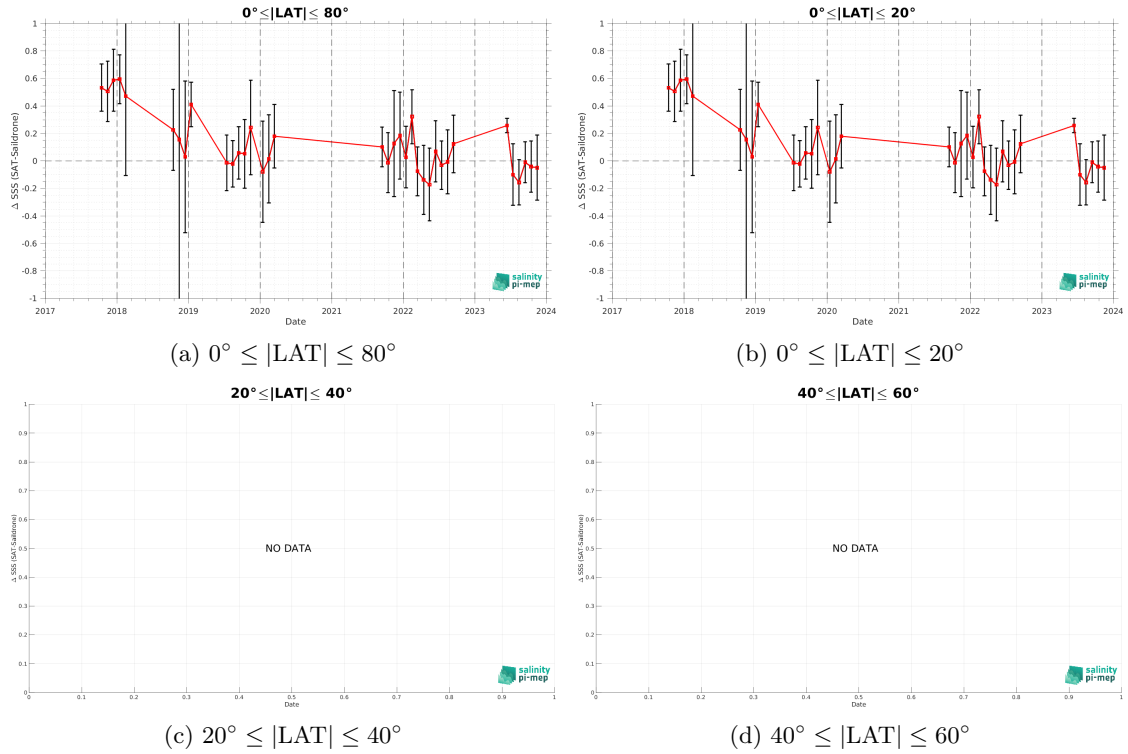 0°≤|LAT|≤ 80°
1
0.8
0.6
0.4
0.2
0
-0.2
-0.4
-0.6
-0.8
-1
Δ SSS (SAT-Saildrone)
2017 2018 2019 2020 2021 2022 2023 2024
Date
salinity
pi-mep
(a) 0° ≤ |LAT| ≤ 80°
0°≤|LAT|≤ 20°
1
0.8
0.6
0.4
0.2
0
-0.2
-0.4
-0.6
-0.8
-1
Δ SSS (SAT-Saildrone)
2017 2018 2019 2020 2021 2022 2023 2024
Date
salinity
pi-mep
(b) 0° ≤ |LAT| ≤ 20°
20°≤|LAT|≤ 40°
1
0.9
0.8
0.7
0.6
0.5
0.4
0.3
0.2
0.1
0
Δ SSS (SAT-Saildrone)
NO DATA
0 0.1 0.2 0.3 0.4 0.5 0.6 0.7 0.8 0.9 1
Date
salinity
pi-mep
(c) 20° ≤ |LAT| ≤ 40°
40°≤|LAT|≤ 60°
1
0.9
0.8
0.7
0.6
0.5
0.4
0.3
0.2
0.1
0
Δ SSS (SAT-Saildrone)
NO DATA
0 0.1 0.2 0.3 0.4 0.5 0.6 0.7 0.8 0.9 1
Date
salinity
pi-mep
(d) 40° ≤ |LAT| ≤ 60°